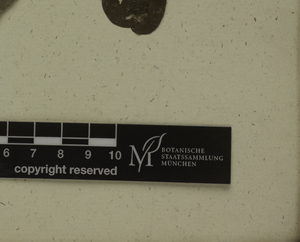 6 7 8 9 10
copyright reserved
M
BOTANISCHE
STAATSSAMMLUNG
MÜNCHEN